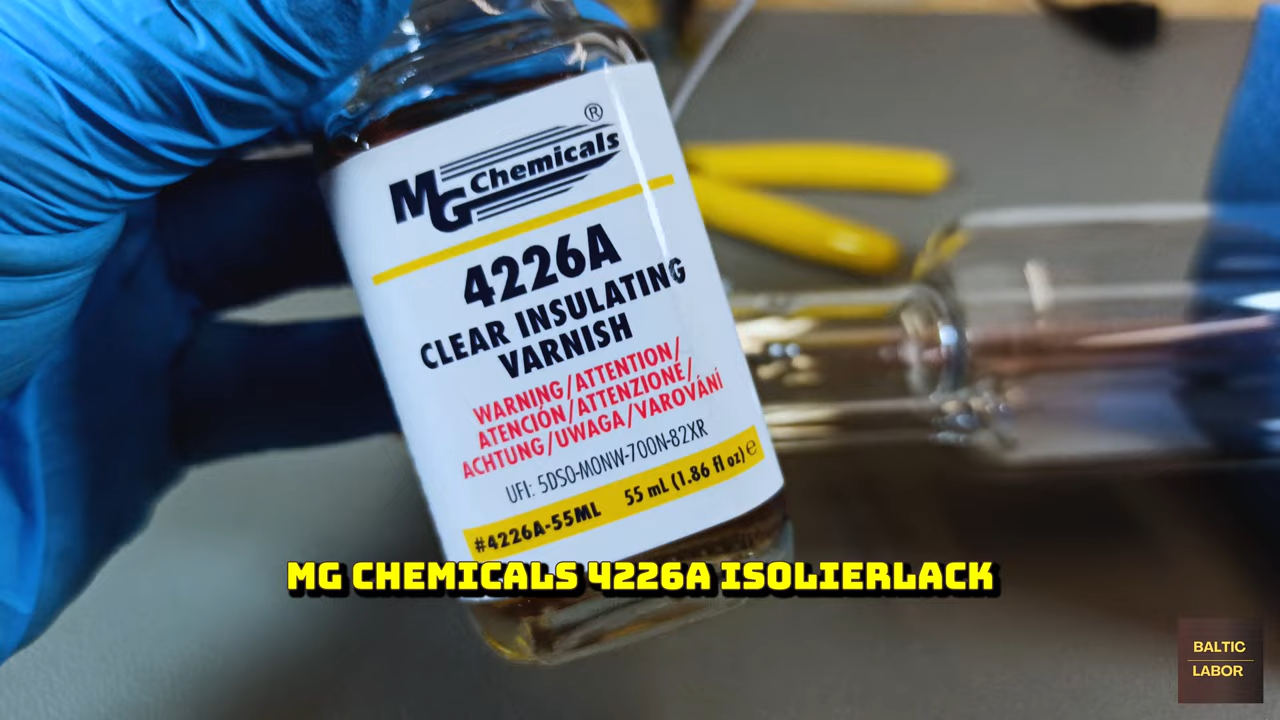 MG Chemicals ®
4226A
CLEAR INSULATING
VARNISH
WARNING/ATTENTION/
ATENCIÓN/ATTENZIONE/
ACHTUNG/UWAGA/VAROVÁNÍ
UFI: 5DS0-M0NW-700N-82XR
#4226A-55ML 55 mL (1.86 fl oz) e
MG CHEMICALS 4226A ISOLIERLACK
BALTIC
LABOR